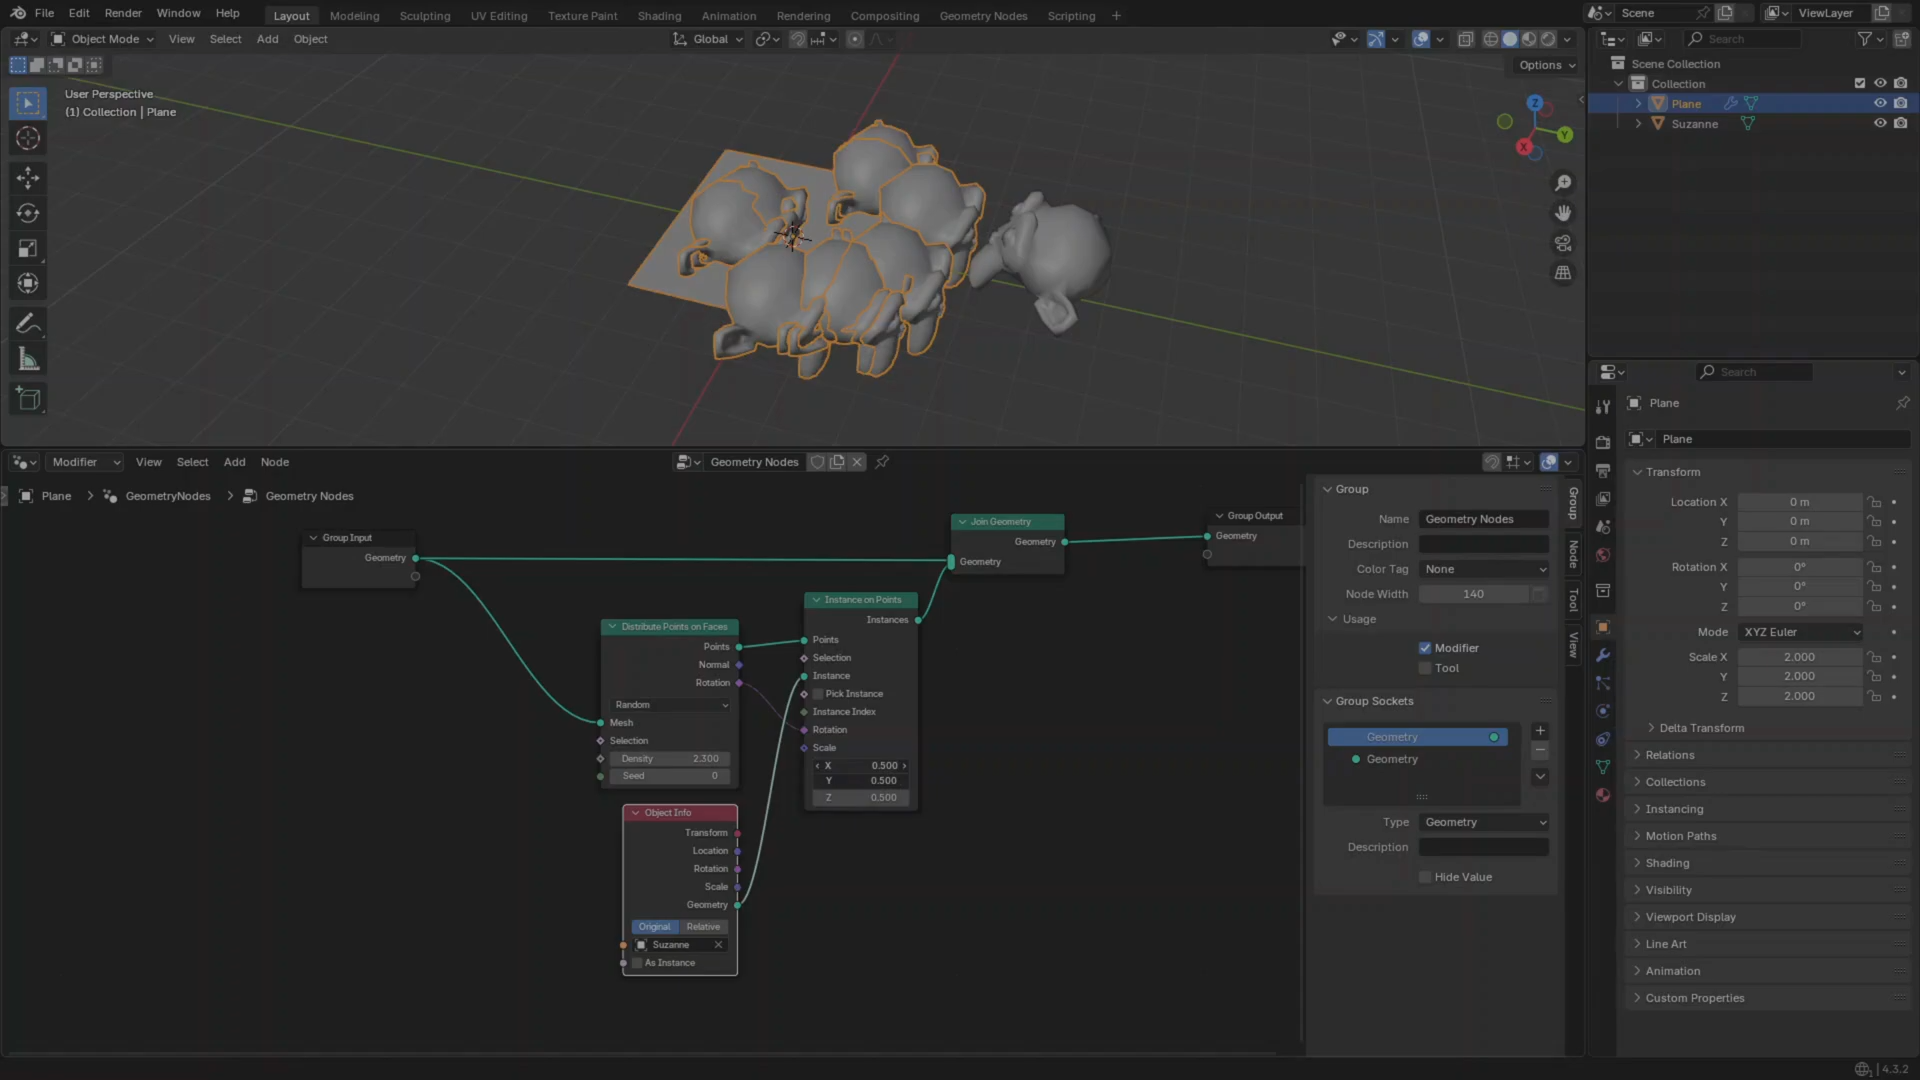 File Edit Render Window Help
Layout Modeling Sculpting UV Editing Texture Paint Shading Animation Rendering Compositing Geometry Nodes Scripting +
Scene
ViewLayer
Object Mode View Select Add Object
Global
Search
Options
User Perspective
(1) Collection | Plane
Z
Y
X
Scene Collection
Collection
Plane
Suzanne
Search
Plane
Plane
Transform
Location X 0 m
Y 0 m
Z 0 m
Rotation X 0°
Y 0°
Z 0°
Mode XYZ Euler
Scale X 2.000
Y 2.000
Z 2.000
Delta Transform
Relations
Collections
Instancing
Motion Paths
Shading
Visibility
Viewport Display
Line Art
Animation
Custom Properties
Modifier View Select Add Node
Geometry Nodes
Plane > GeometryNodes > Geometry Nodes
Group Input
Geometry
Join Geometry
Geometry
Geometry
Group Output
Geometry
Distribute Points on Faces
Points
Normal
Rotation
Random
Mesh
Selection
Density 2.300
Seed 0
Instance on Points
Instances
Points
Selection
Instance
Pick Instance
Instance Index
Rotation
Scale
X 0.500
Y 0.500
Z 0.500
Object Info
Transform
Location
Rotation
Scale
Geometry
Original Relative
Suzanne
As Instance
Group
Name Geometry Nodes
Description
Color Tag None
Node Width 140
Usage
Modifier
Tool
Group Sockets
Geometry
Geometry
Type Geometry
Description
Hide Value
Group
Node
Tool
View
4.3.2